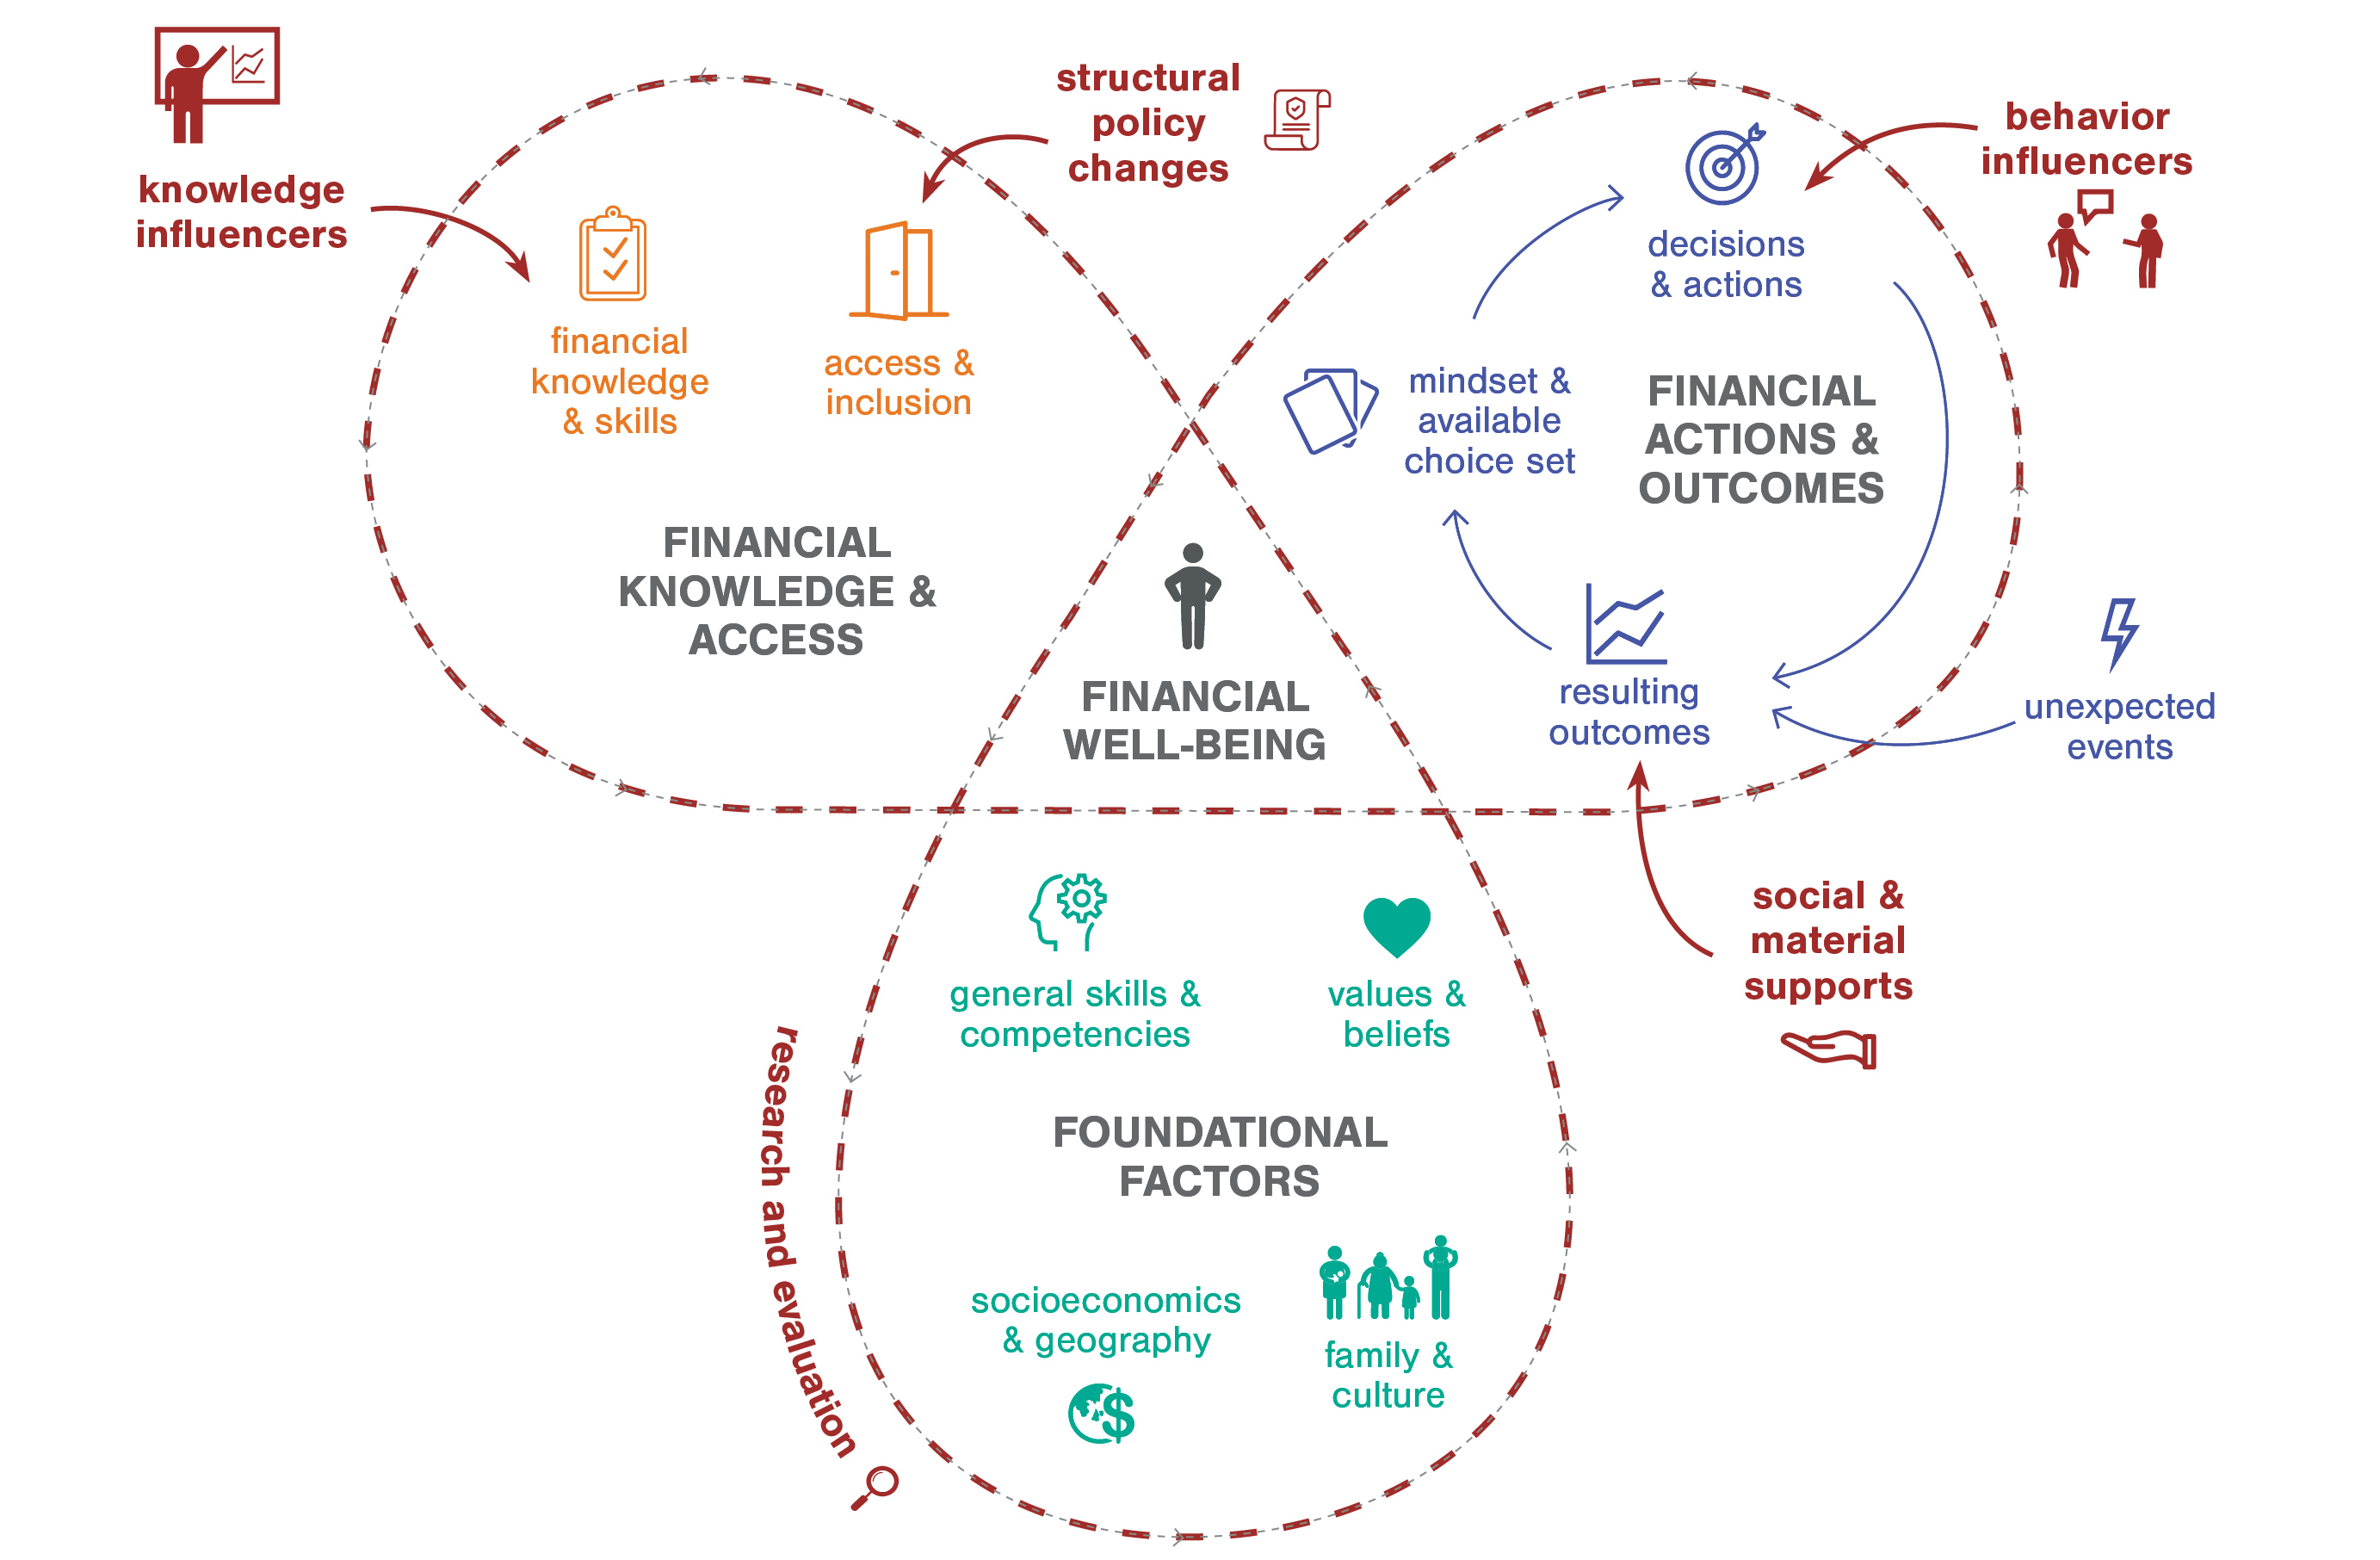 knowledge
influencers
structural
policy
changes
behavior
influencers
financial
knowledge
& skills
access &
inclusion
FINANCIAL
KNOWLEDGE &
ACCESS
decisions
& actions
mindset &
available
choice set
FINANCIAL
ACTIONS &
OUTCOMES
resulting
outcomes
unexpected
events
FINANCIAL
WELL-BEING
social &
material
supports
general skills &
competencies
values &
beliefs
FOUNDATIONAL
FACTORS
socioeconomics
& geography
$
family &
culture
research and evaluation